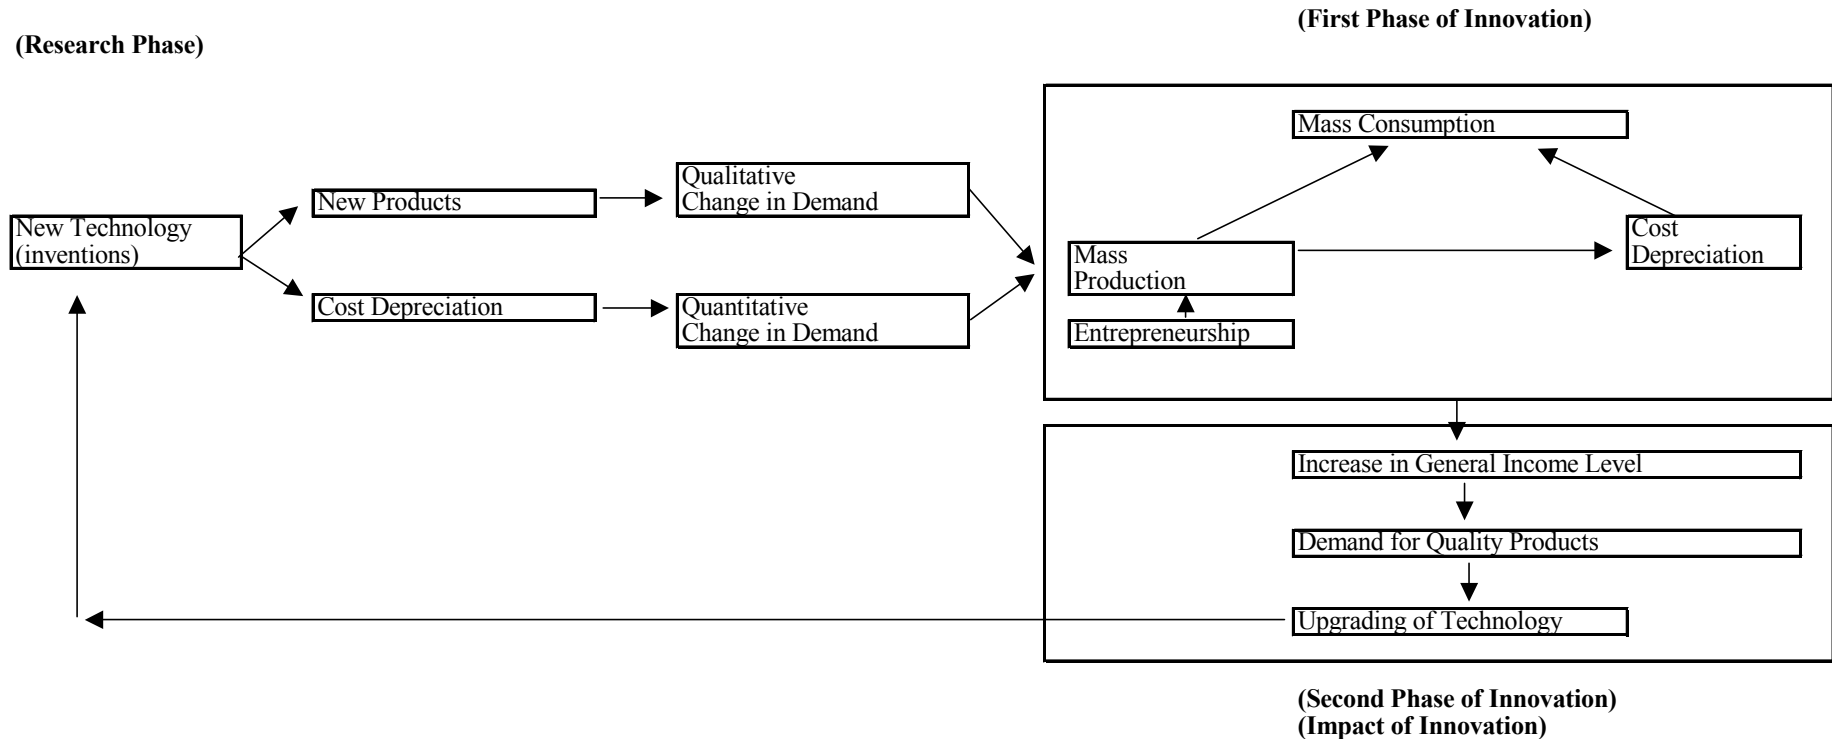 (First Phase of Innovation)
(Research Phase)
Mass Consumption
Qualitative
Change in Demand
New Products
New Technology
(inventions)
Cost
Depreciation
Mass
Production
Cost Depreciation
Quantitative
Change in Demand
Entrepreneurship
Increase in General Income Level
Demand for Quality Products
Upgrading of Technology
(Second Phase of Innovation)
(Impact of Innovation)